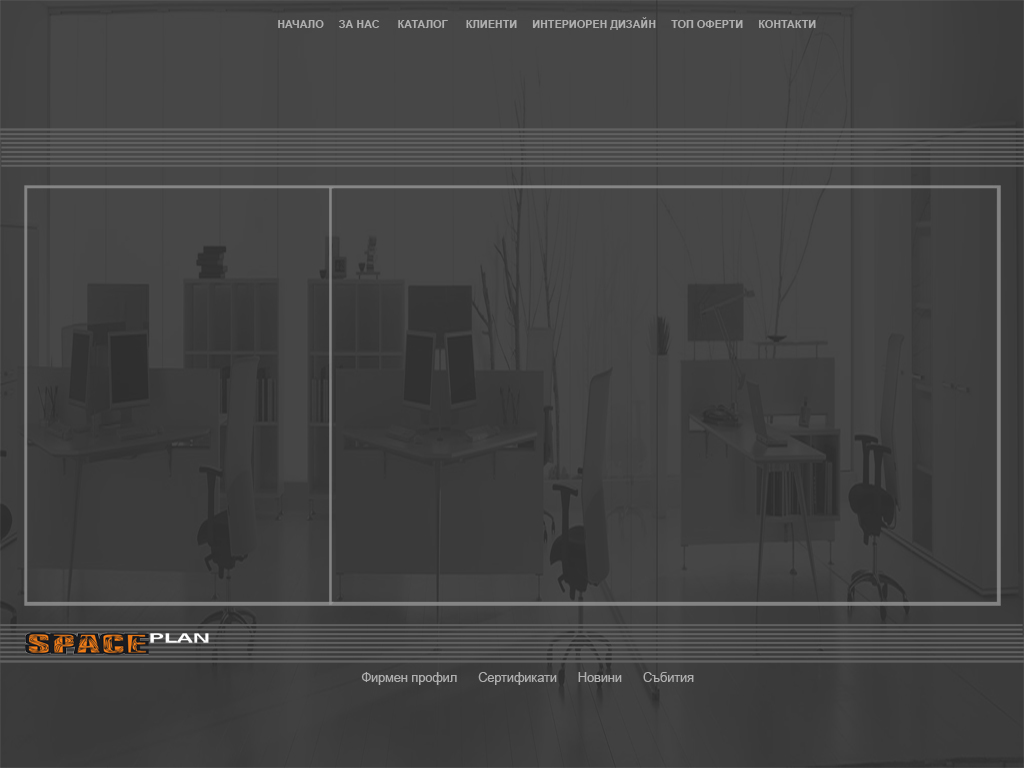 НАЧАЛО ЗА НАС КАТАЛОГ КЛИЕНТИ ИНТЕРИОРЕН ДИЗАЙН ТОП ОФЕРТИ КОНТАКТИ
SPACE PLAN
Фирмен профил Сертификати Новини Събития